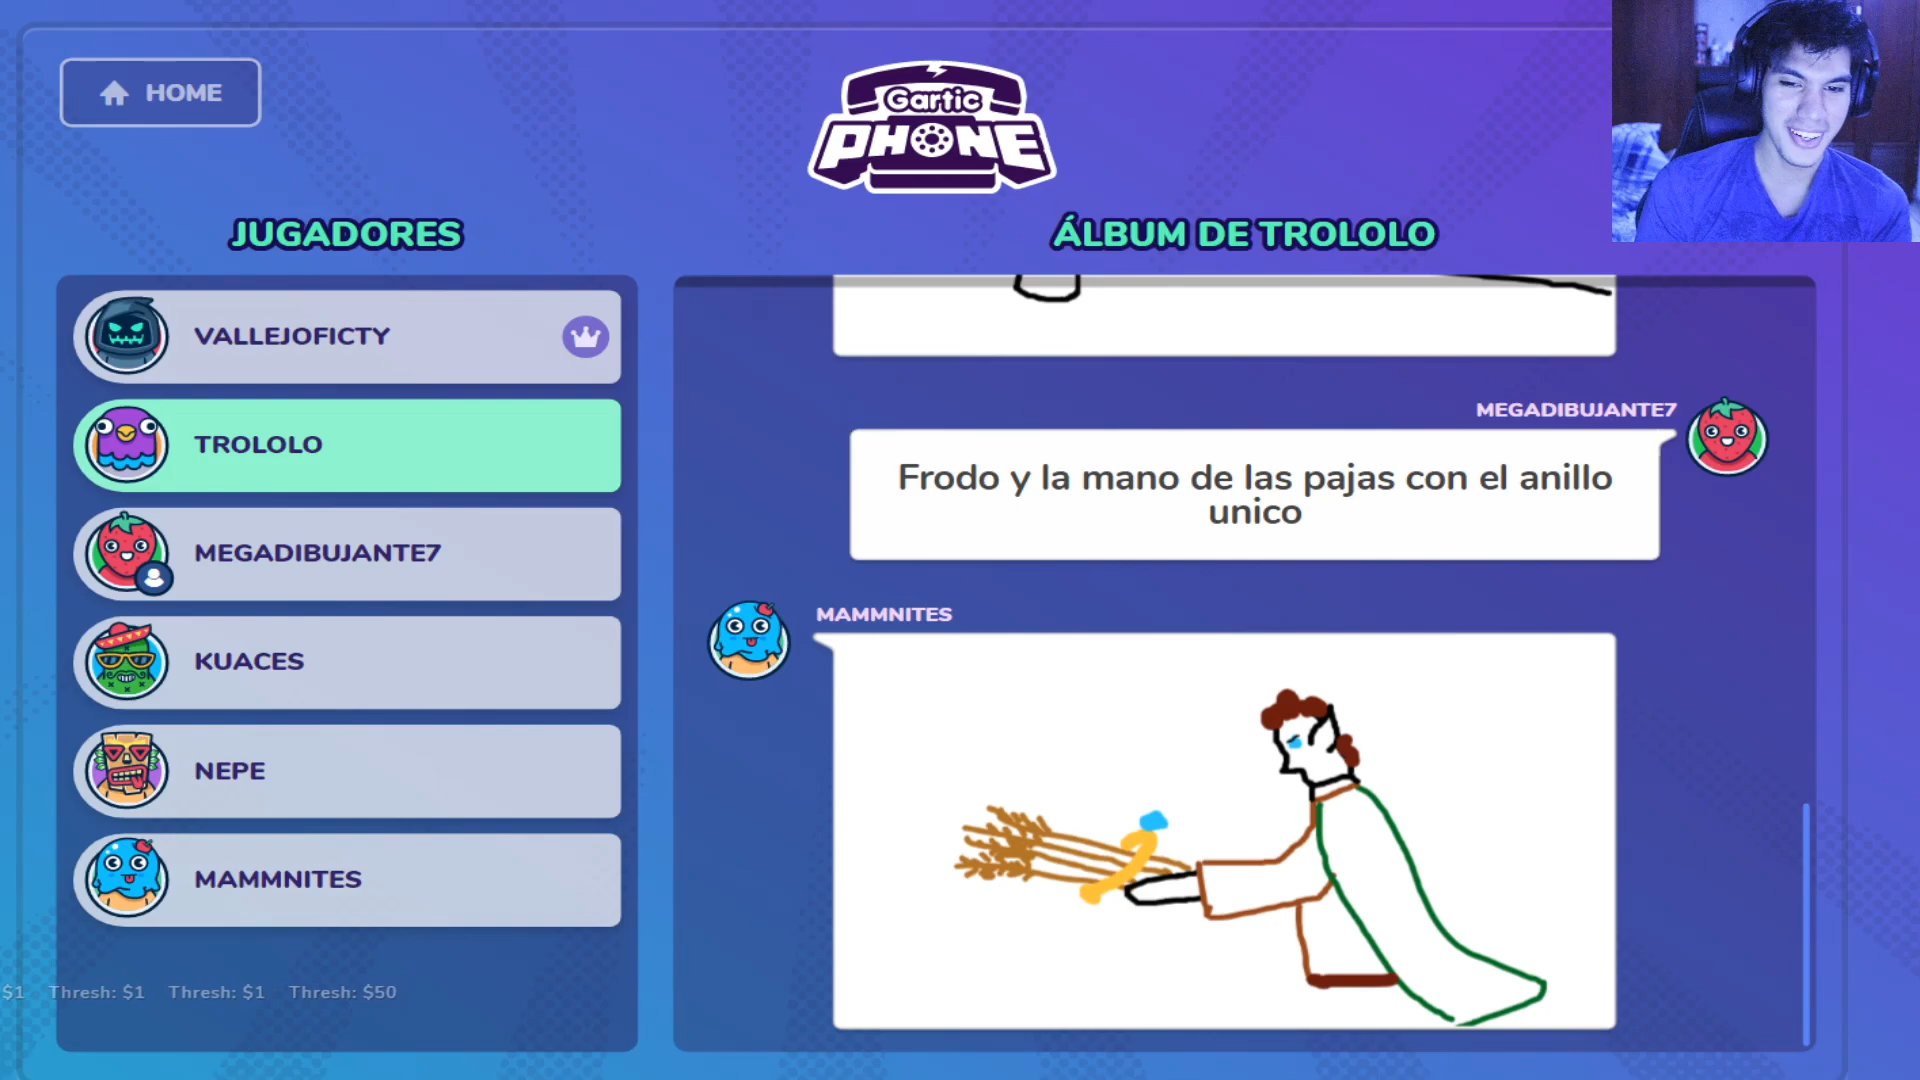 HOME
Gartic
PHONE
JUGADORES
ÁLBUM DE TROLOLO
VALLEJOFICTY
TROLOLO
MEGADIBUJANTE7
KUACES
NEPE
MAMMNITES
MEGADIBUJANTE7
Frodo y la mano de las pajas con el anillo
unico
MAMMNITES
$1 Thresh: $1 Thresh: $1 Thresh: $50